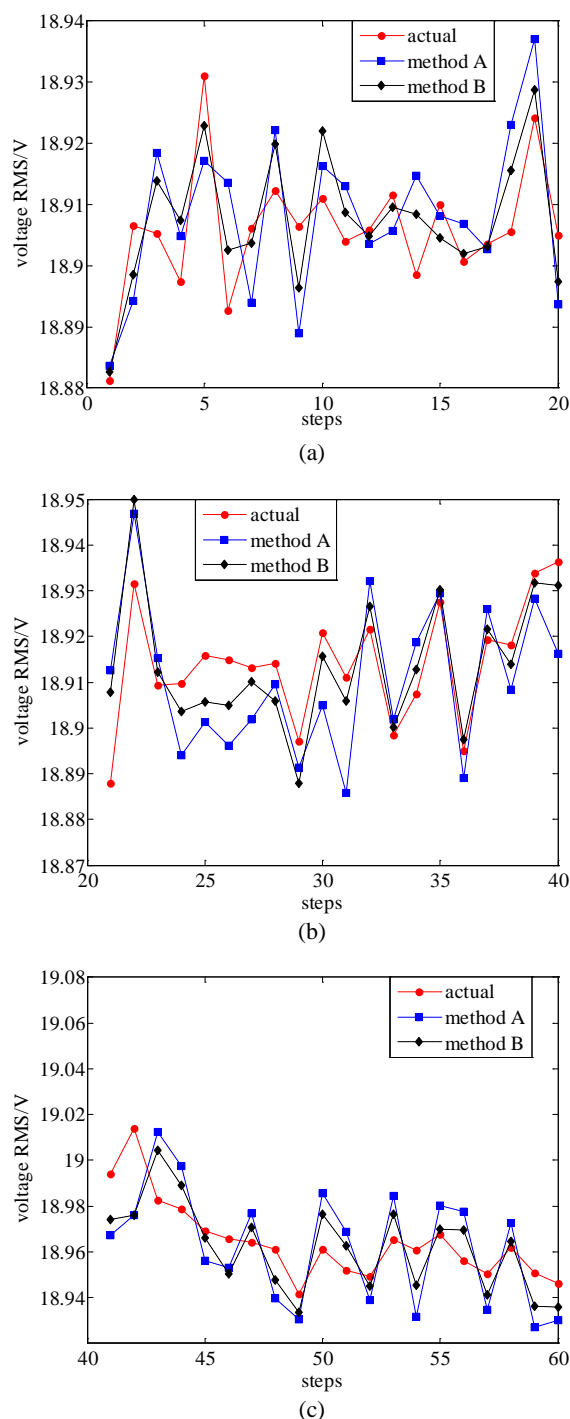 18.94
18.93
18.92
18.91
18.9
18.89
18.88
voltage RMS/V
actual
method A
method B
0 5 10 15 20
steps
(a)
18.95
18.94
18.93
18.92
18.91
18.9
18.89
18.88
18.87
voltage RMS/V
actual
method A
method B
20 25 30 35 40
steps
(b)
19.08
19.06
19.04
19.02
19
18.98
18.96
18.94
voltage RMS/V
actual
method A
method B
40 45 50 55 60
steps
(c)